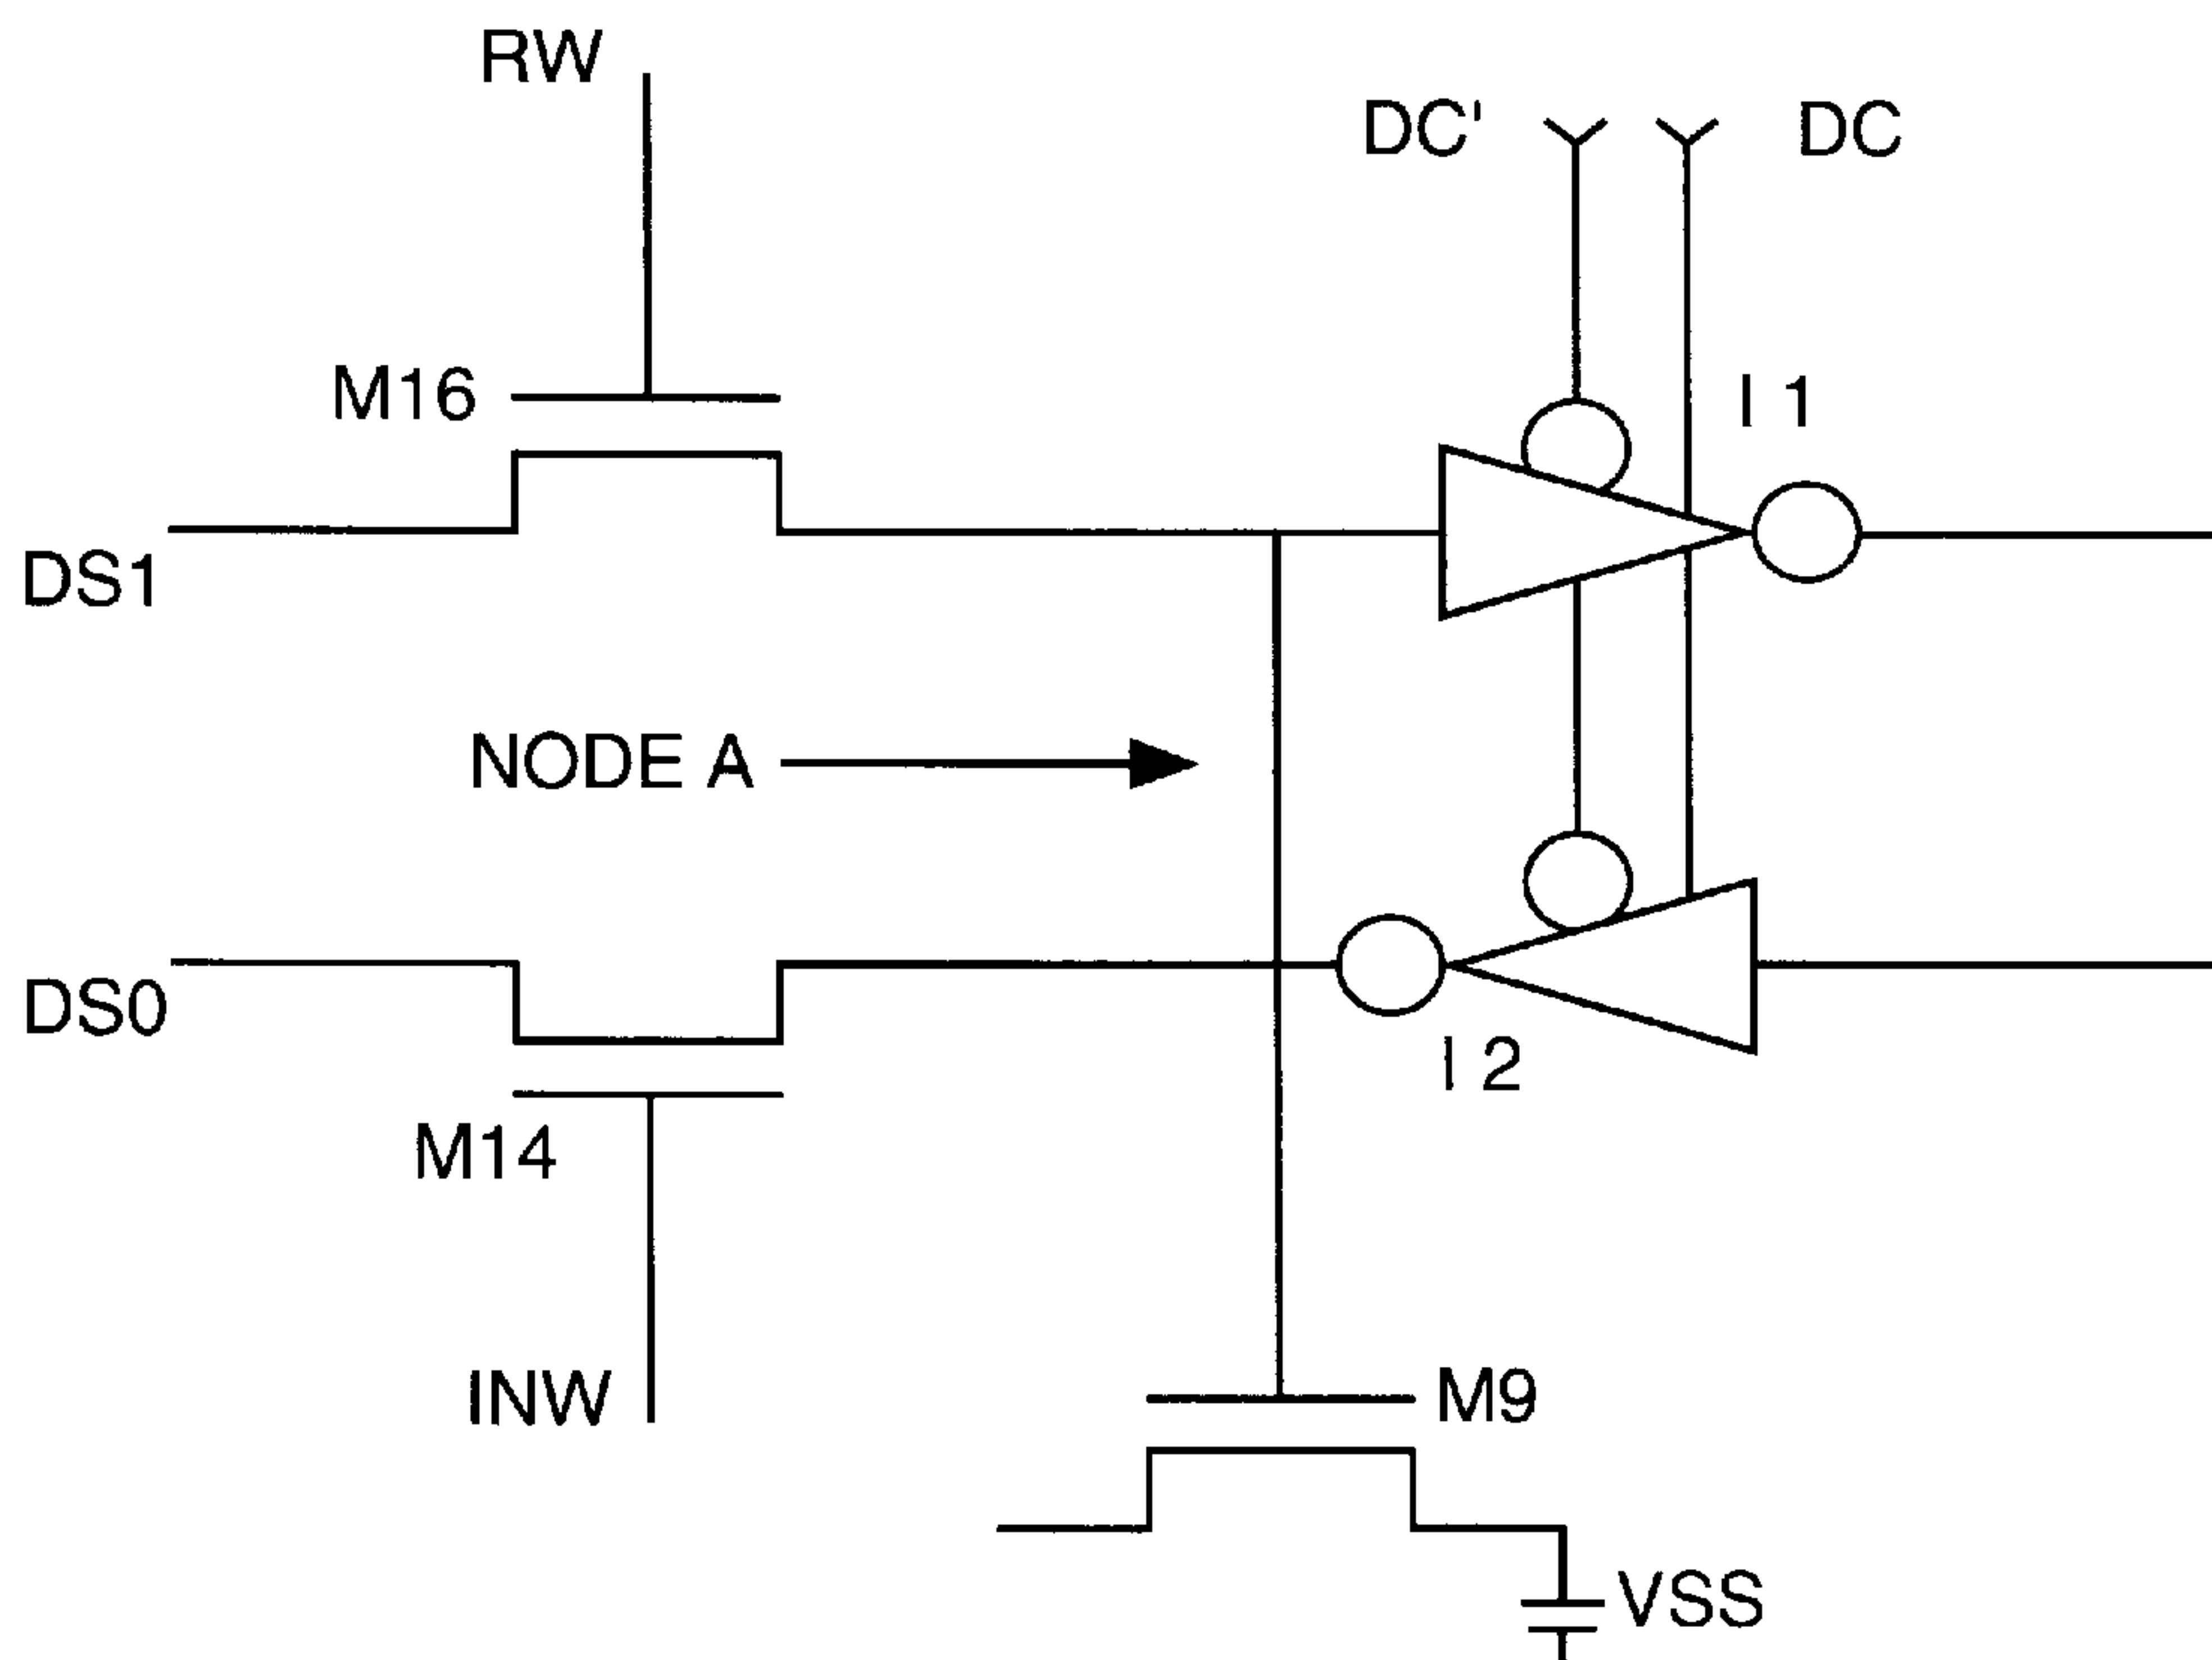 RW
DC' DC
M16
I 1
DS1
NODE A
DS0
I 2
M14
INW
M9
VSS